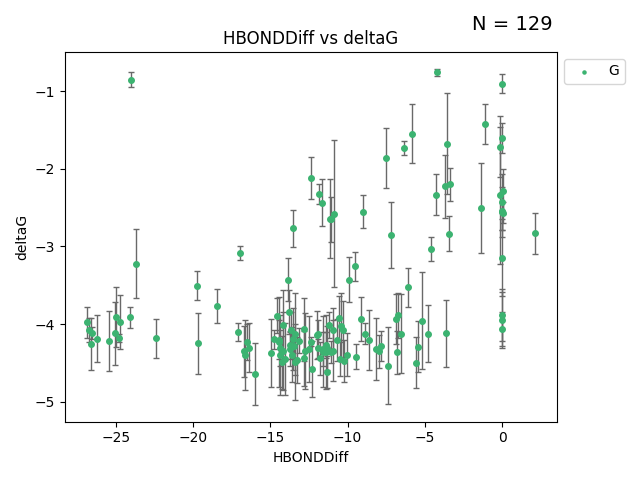 N = 129
HBONDDiff vs deltaG
G
−1
−2
−3
−4
−5
deltaG
−25
−20
−15
−10
−5
0
HBONDDiff